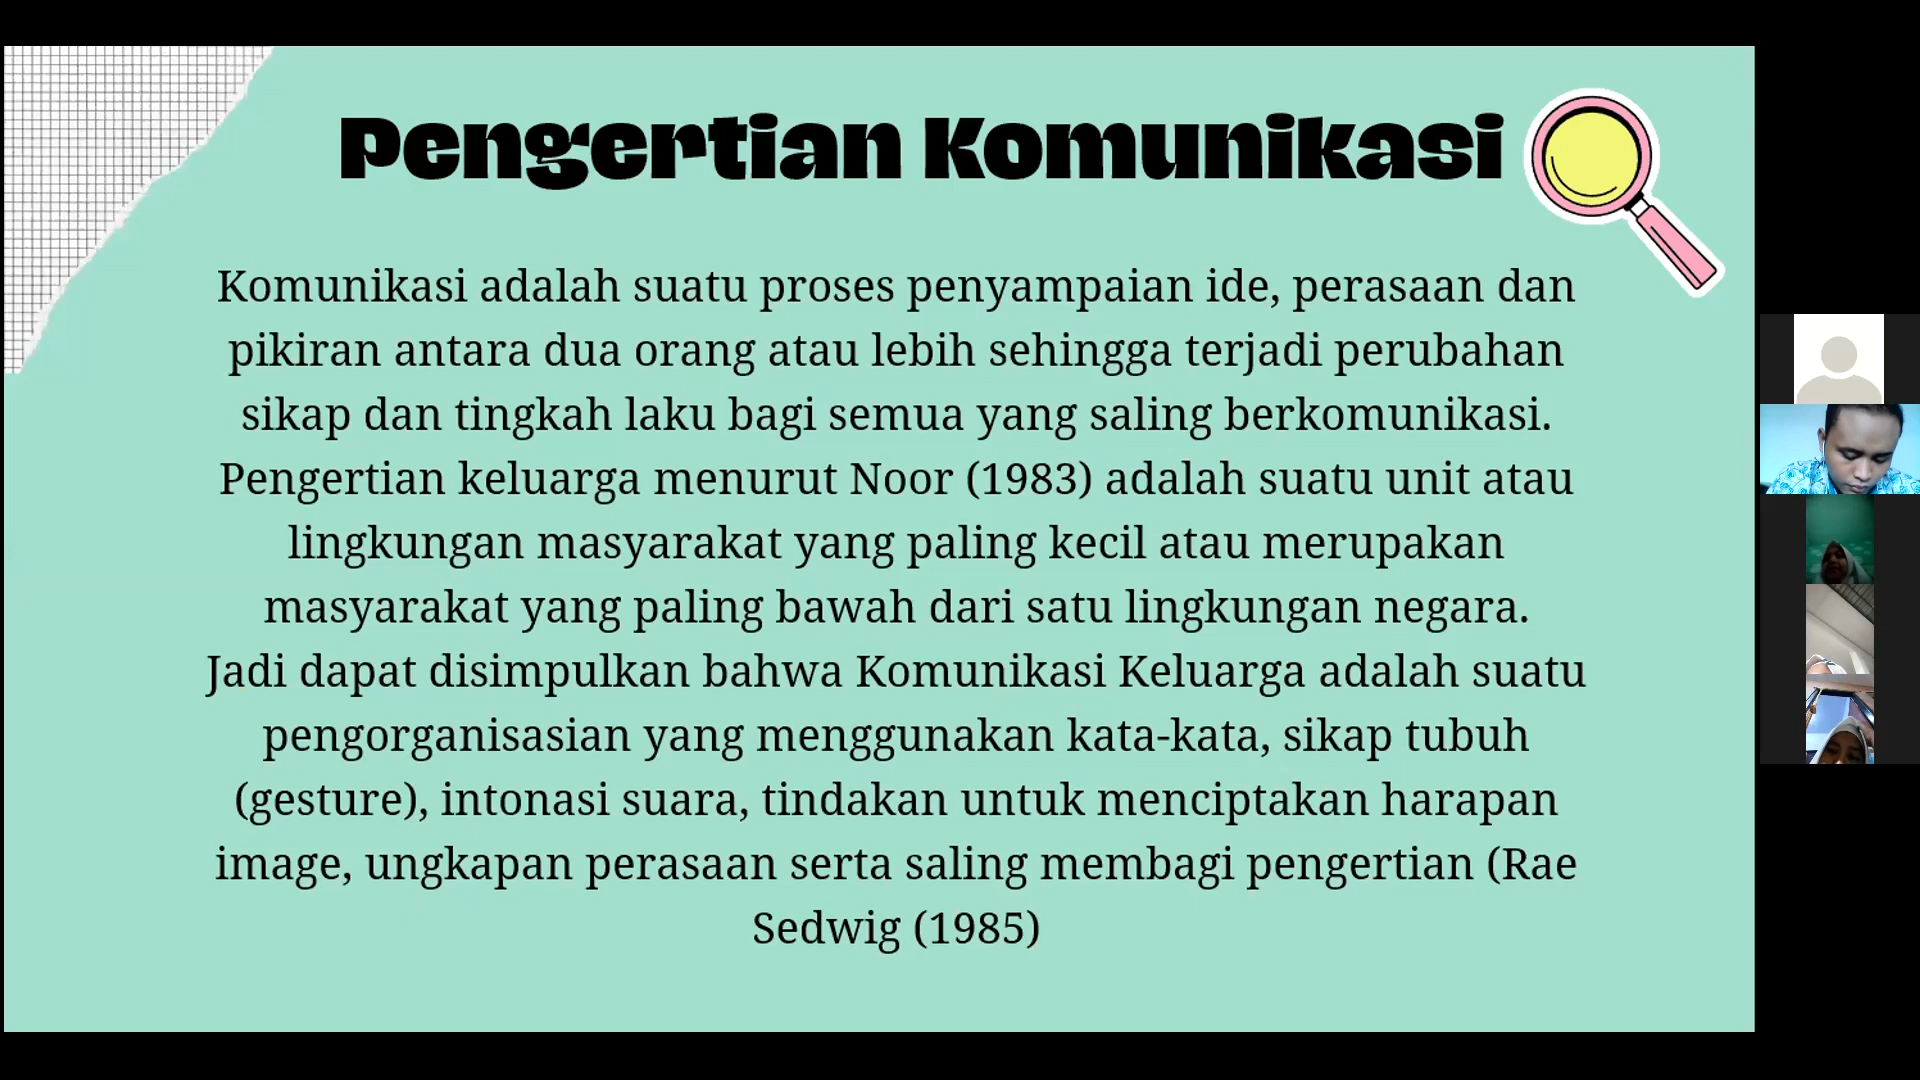 Pengertian Komunikasi
Komunikasi adalah suatu proses penyampaian ide, perasaan dan
pikiran antara dua orang atau lebih sehingga terjadi perubahan
sikap dan tingkah laku bagi semua yang saling berkomunikasi.
Pengertian keluarga menurut Noor (1983) adalah suatu unit atau
lingkungan masyarakat yang paling kecil atau merupakan
masyarakat yang paling bawah dari satu lingkungan negara.
Jadi dapat disimpulkan bahwa Komunikasi Keluarga adalah suatu
pengorganisasian yang menggunakan kata-kata, sikap tubuh
(gesture), intonasi suara, tindakan untuk menciptakan harapan
image, ungkapan perasaan serta saling membagi pengertian (Rae
Sedwig (1985)